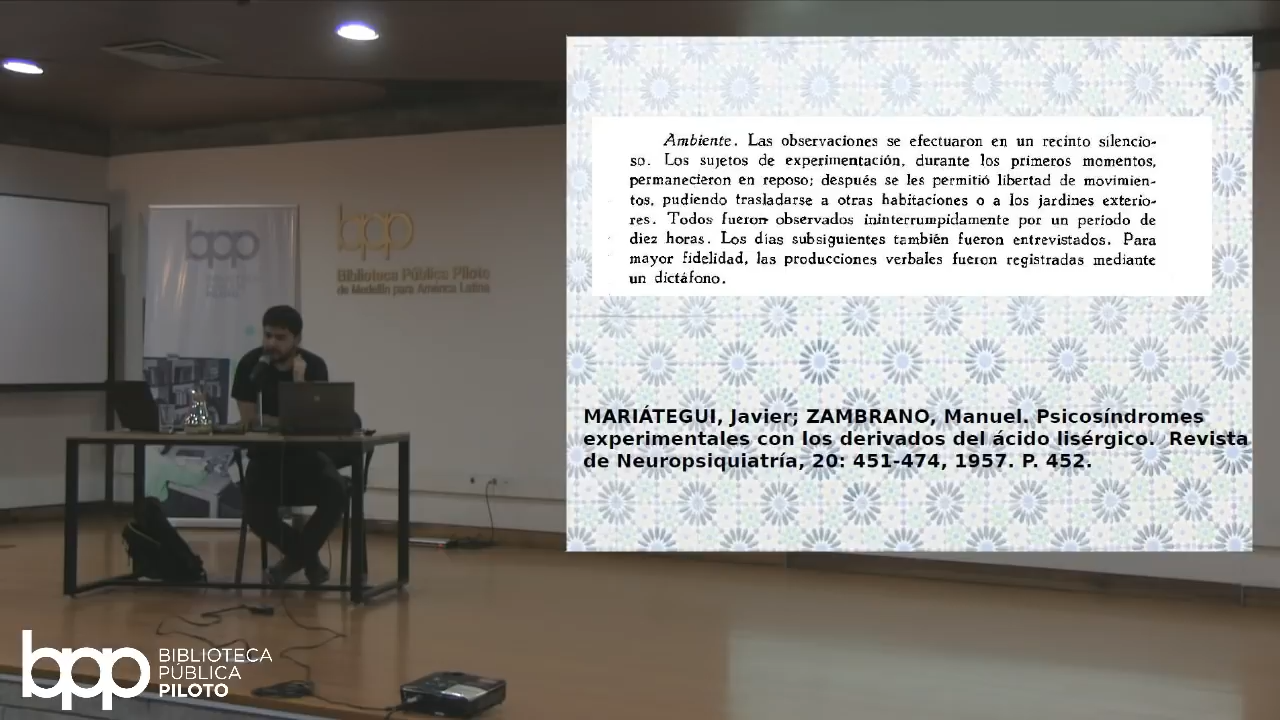 bpp
bpp
Biblioteca Pública Piloto
de Medellín para América Latina
Ambiente. Las observaciones se efectuaron en un recinto silencio-
so. Los sujetos de experimentación, durante los primeros momentos,
permanecieron en reposo; después se les permitió libertad de movimien-
tos, pudiendo trasladarse a otras habitaciones o a los jardines exterio-
res. Todos fueron observados ininterrumpidamente por un período de
diez horas. Los días subsiguientes también fueron entrevistados. Para
mayor fidelidad, las producciones verbales fueron registradas mediante
un dictáfono.
MARIÁTEGUI, Javier; ZAMBRANO, Manuel. Psicosíndromes
experimentales con los derivados del ácido lisérgico. Revista
de Neuropsiquiatría, 20: 451-474, 1957. P. 452.
bpp
BIBLIOTECA
PÚBLICA
PILOTO